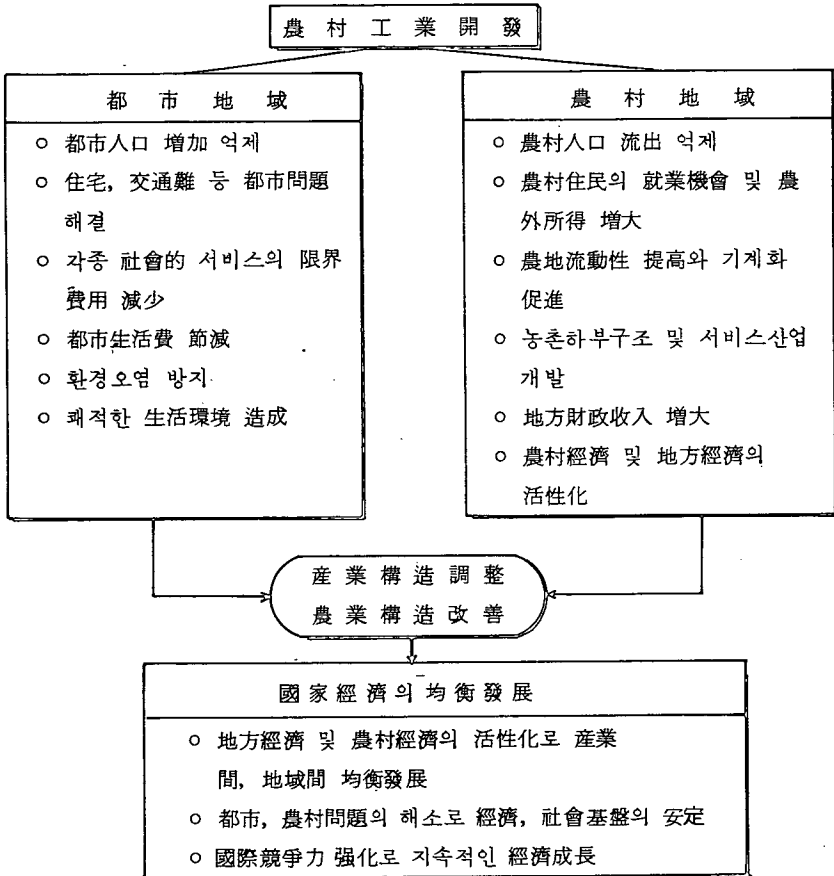 農村工業開發
都市地域
○ 都市人口 增加 억제
○ 住宅, 交通難 등 都市問題
해결
○ 각종 社會的 서비스의 限界
費用 減少
○ 都市生活費 節減
○ 환경오염 방지
○ 쾌적한 生活環境 造成
農村地域
○ 農村人口 流出 억제
○ 農村住民의 就業機會 및 農
外所得 增大
○ 農地流動性 提高와 기계화
促進
○ 농촌하부구조 및 서비스산업
개발
○ 地方財政收入 增大
○ 農村經濟 및 地方經濟의
活性化
産業構造調整
農業構造改善
國家經濟의 均衡發展
○ 地方經濟 및 農村經濟의 活性化로 産業
間, 地域間 均衡發展
○ 都市, 農村問題의 해소로 經濟, 社會基盤의 安定
○ 國際競爭力 强化로 지속적인 經濟成長